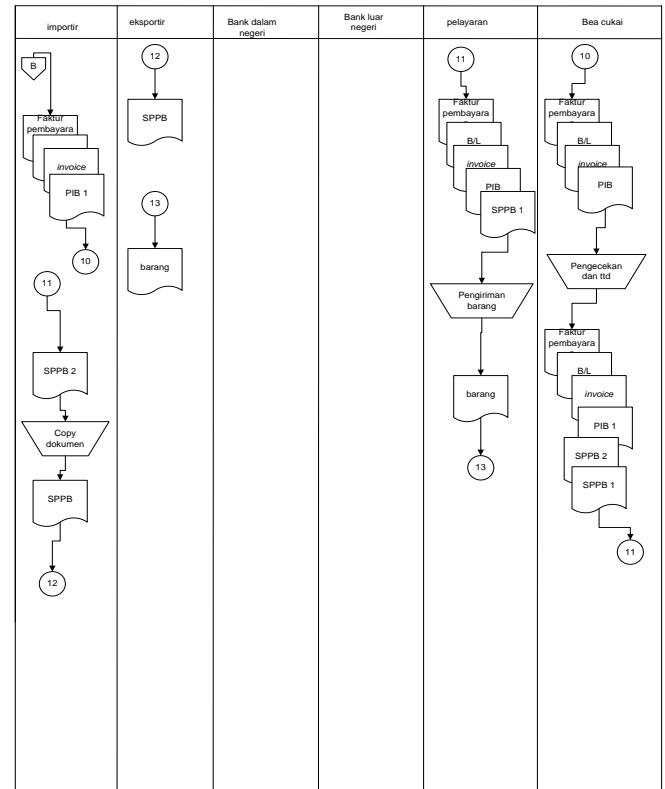 importir
eksportir
Bank dalam
negeri
Bank luar
negeri
pelayaran
Bea cukai
B
Faktur
pembayara
invoice
PIB 1
10
11
SPPB 2
Copy
dokumen
SPPB
12
12
SPPB
13
barang
11
Faktur
pembayara
B/L
invoice
PIB
SPPB 1
Pengiriman
barang
barang
13
10
Faktur
pembayara
B/L
invoice
PIB
Pengecekan
dan ttd
Faktur
pembayara
B/L
invoice
PIB 1
SPPB 2
SPPB 1
11